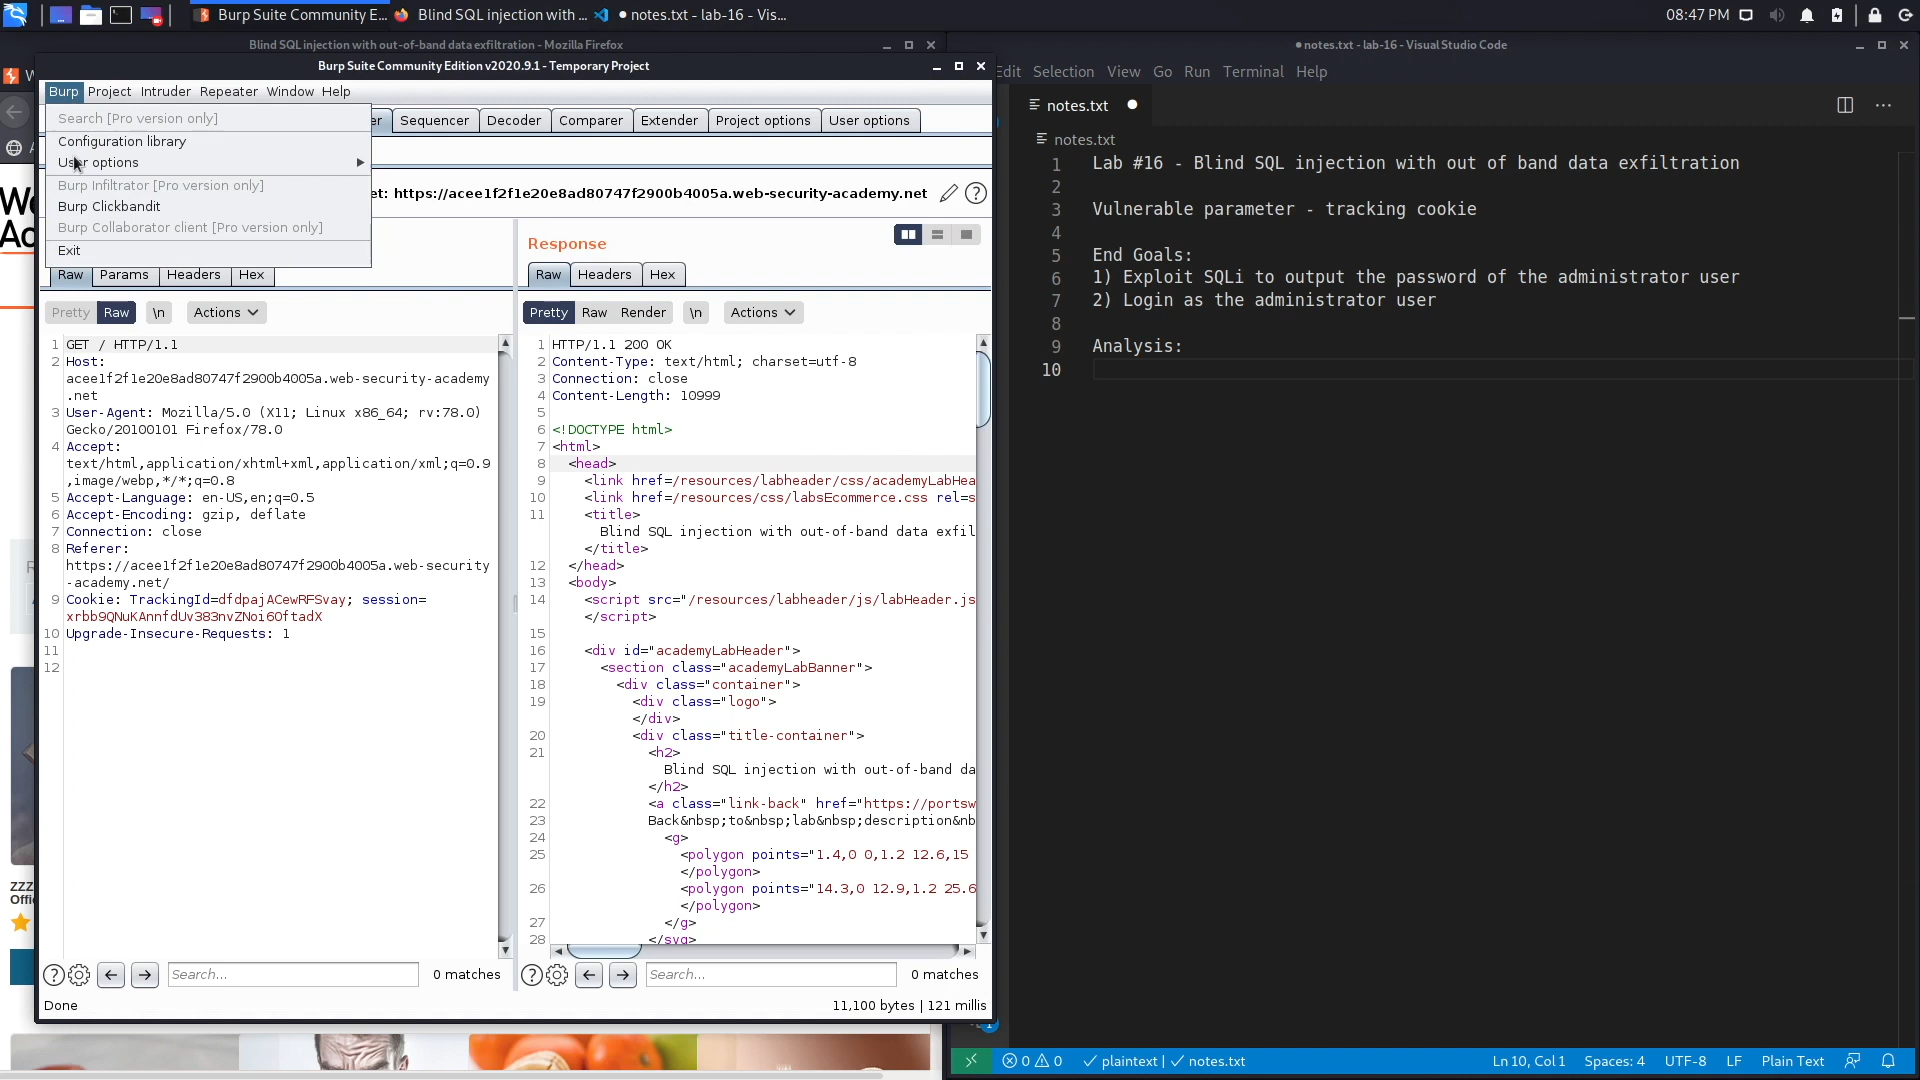 Burp Suite Community E...
Blind SQL injection with ...
● notes.txt - lab-16 - Vis...
08:47 PM
Blind SQL injection with out-of-band data exfiltration - Mozilla Firefox
● notes.txt - lab-16 - Visual Studio Code
Burp Suite Community Edition v2020.9.1 - Temporary Project
Edit Selection View Go Run Terminal Help
Burp Project Intruder Repeater Window Help
Search [Pro version only]
Configuration library
User options
Burp Infiltrator [Pro version only]
Burp Clickbandit
Burp Collaborator client [Pro version only]
Exit
er Sequencer Decoder Comparer Extender Project options User options
et: https://acee1f2f1e20e8ad80747f2900b4005a.web-security-academy.net
Raw Params Headers Hex
Pretty Raw \n Actions
1 GET / HTTP/1.1
2 Host:
acee1f2f1e20e8ad80747f2900b4005a.web-security-academy
.net
3 User-Agent: Mozilla/5.0 (X11; Linux x86_64; rv:78.0)
Gecko/20100101 Firefox/78.0
4 Accept:
text/html,application/xhtml+xml,application/xml;q=0.9
,image/webp,*/*;q=0.8
5 Accept-Language: en-US,en;q=0.5
6 Accept-Encoding: gzip, deflate
7 Connection: close
8 Referer:
https://acee1f2f1e20e8ad80747f2900b4005a.web-security
-academy.net/
9 Cookie: TrackingId=dfdpajACewRFSvay; session=
xrbb9QNuKAnnfdUv383nvZNoi6OftadX
10 Upgrade-Insecure-Requests: 1
11
12
Search... 0 matches
Response
Raw Headers Hex
Pretty Raw Render \n Actions
1 HTTP/1.1 200 OK
2 Content-Type: text/html; charset=utf-8
3 Connection: close
4 Content-Length: 10999
5
6 <!DOCTYPE html>
7 <html>
8 <head>
9 <link href=/resources/labheader/css/academyLabHea
10 <link href=/resources/css/labsEcommerce.css rel=s
11 <title>
Blind SQL injection with out-of-band data exfil
</title>
12 </head>
13 <body>
14 <script src="/resources/labheader/js/labHeader.js
</script>
15
16 <div id="academyLabHeader">
17 <section class="academyLabBanner">
18 <div class="container">
19 <div class="logo">
</div>
20 <div class="title-container">
21 <h2>
Blind SQL injection with out-of-band da
</h2>
22 <a class="link-back" href="https://portsw
23 Back&nbsp;to&nbsp;lab&nbsp;description&nb
24 <g>
25 <polygon points="1.4,0 0,1.2 12.6,15
</polygon>
26 <polygon points="14.3,0 12.9,1.2 25.6
</polygon>
27 </g>
28 </svg>
Search... 0 matches
Done
11,100 bytes | 121 millis
We
Ac
ZZZ
Offi
notes.txt ●
notes.txt
1 Lab #16 - Blind SQL injection with out of band data exfiltration
2
3 Vulnerable parameter - tracking cookie
4
5 End Goals:
6 1) Exploit SQLi to output the password of the administrator user
7 2) Login as the administrator user
8
9 Analysis:
10
1
0 0 plaintext | notes.txt
Ln 10, Col 1 Spaces: 4 UTF-8 LF Plain Text